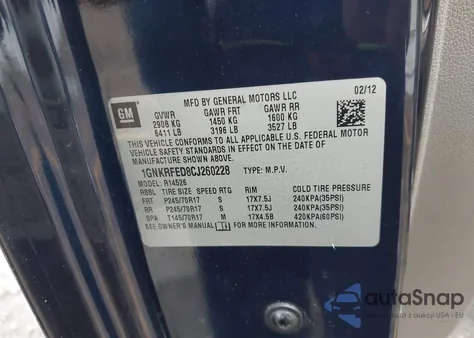 MFD BY GENERAL MOTORS LLC 02/12
GM GVWR GAWR FRT GAWR RR
2908 KG 1450 KG 1600 KG
6411 LB 3196 LB 3527 LB
THIS VEHICLE CONFORMS TO ALL APPLICABLE U.S. FEDERAL MOTOR
VEHICLE SAFETY, BUMPER, AND THEFT PREVENTION STANDARDS IN
EFFECT ON THE DATE OF MANUFACTURE SHOWN ABOVE.
1GNKRFED8CJ260228 TYPE: M.P.V.
MODEL: R14526
RBBL TIRE SIZE SPEED RTG RIM COLD TIRE PRESSURE
FRT P245/70R17 S 17X7.5J 240KPA(35PSI)
RR P245/70R17 S 17X7.5J 240KPA(35PSI)
SPA T145/70R17 M 17X4.5B 420KPA(60PSI)
SEE OWNER'S MANUAL i FOR MORE INFORMATION.
autoSnap